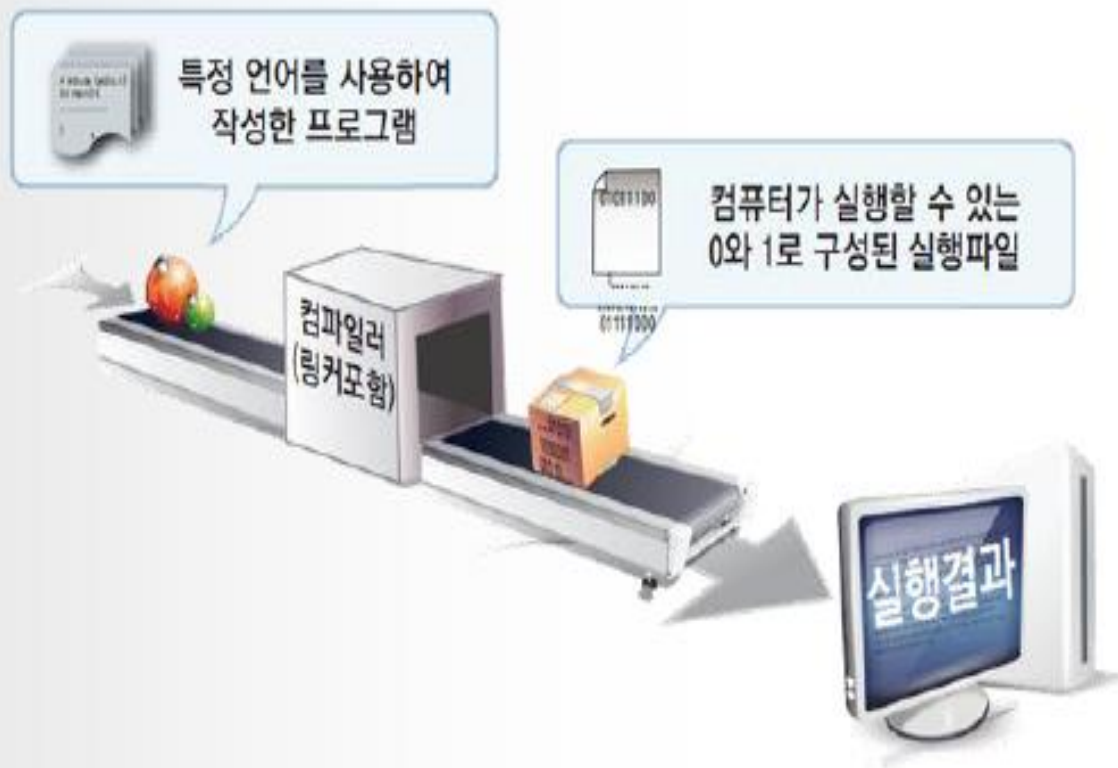 특정 언어를 사용하여
작성한 프로그램
01011100
컴퓨터가 실행할 수 있는
0와 1로 구성된 실행파일
01111000
컴파일러
(링커포함)
실행결과